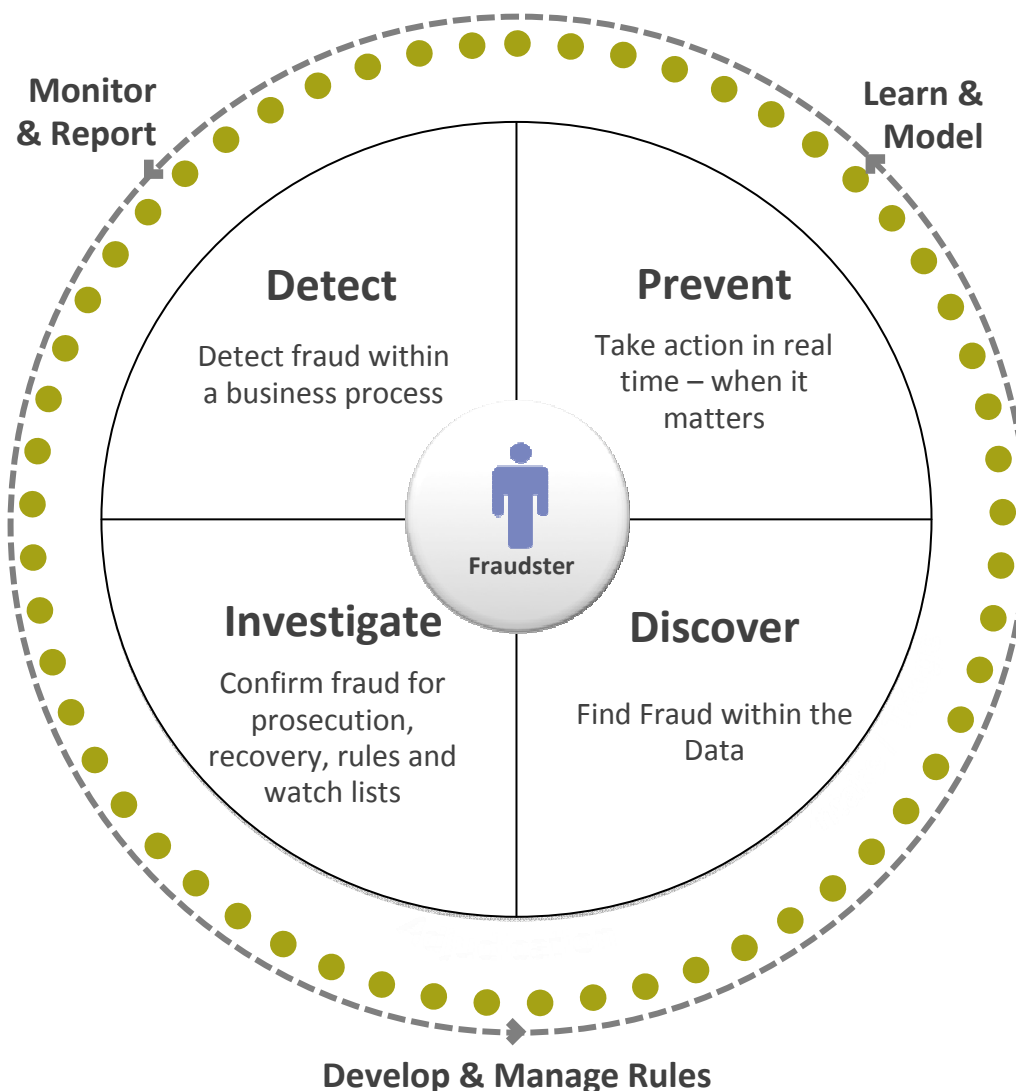 Monitor
& Report
Learn &
Model
Detect
Detect fraud within
a business process
Prevent
Take action in real
time – when it
matters
Fraudster
Investigate
Confirm fraud for
prosecution,
recovery, rules and
watch lists
Discover
Find Fraud within the
Data
Develop & Manage Rules